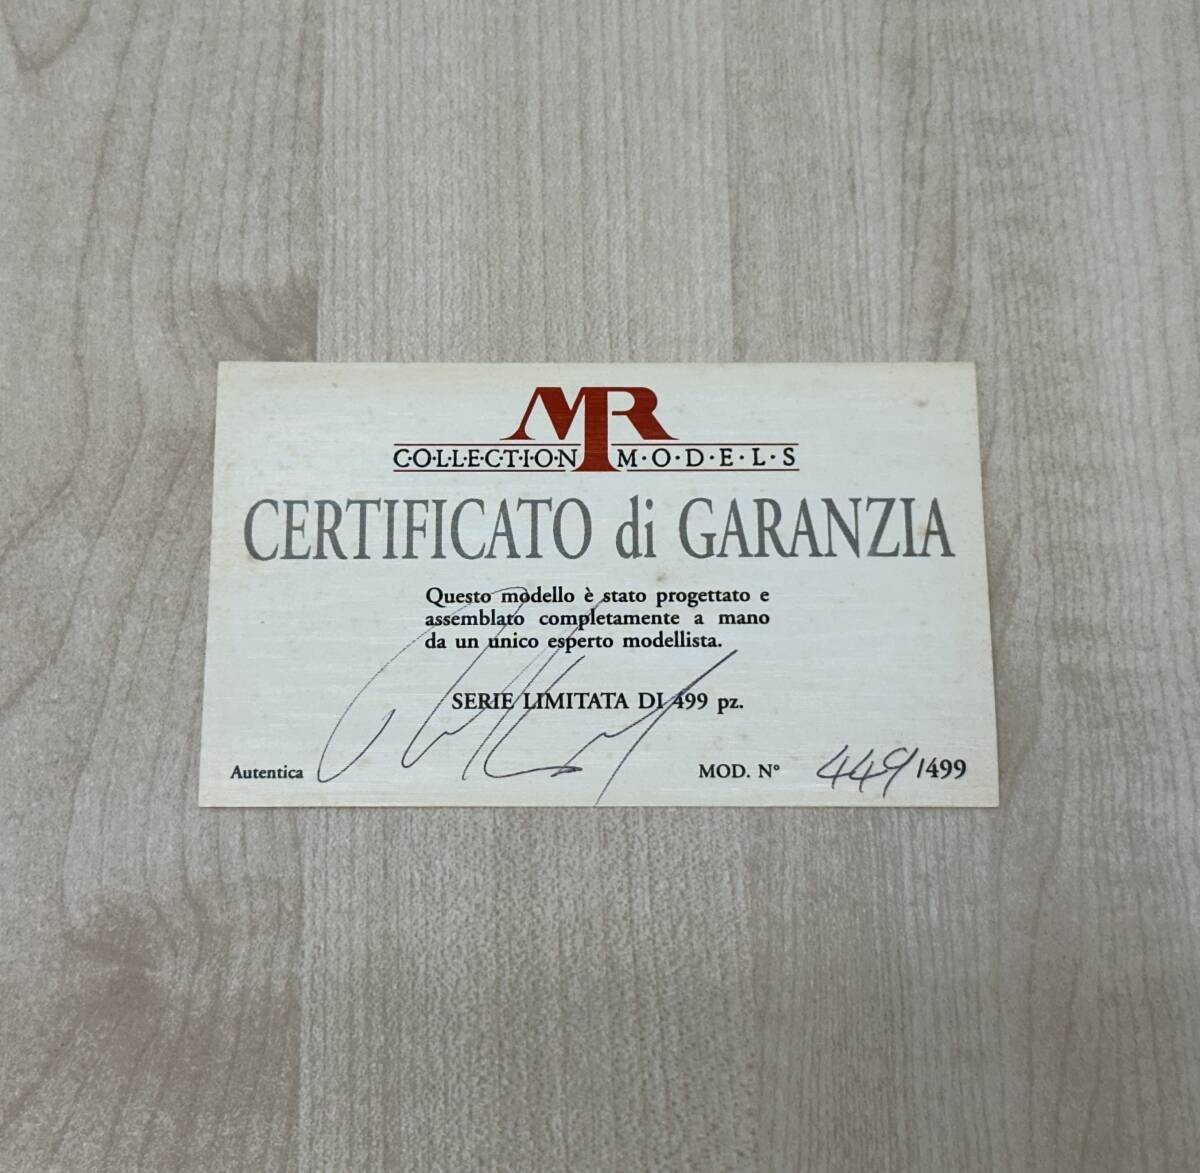 MR
COLLECTION MODELS
CERTIFICATO di GARANZIA
Questo modello è stato progettato e
assemblato completamente a mano
da un unico esperto modellista.
SERIE LIMITATA DI 499 pz.
Autentica MOD. N° 449/499